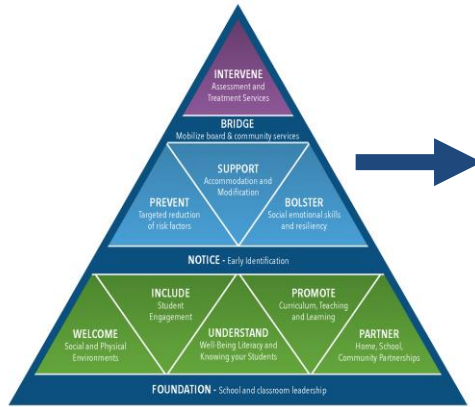 INTERVENE
Assessment and
Treatment Services
BRIDGE
Mobilize board & community services
SUPPORT
Accommodation and
Modification
PREVENT
Targeted reduction
of risk factors
BOLSTER
Social emotional skills
and resiliency
NOTICE - Early Identification
INCLUDE
Student
Engagement
PROMOTE
Curriculum, Teaching
and Learning
WELCOME
Social and Physical
Environments
UNDERSTAND
Well-Being Literacy and
Knowing your Students
PARTNER
Home, School,
Community Partnerships
FOUNDATION - School and classroom leadership